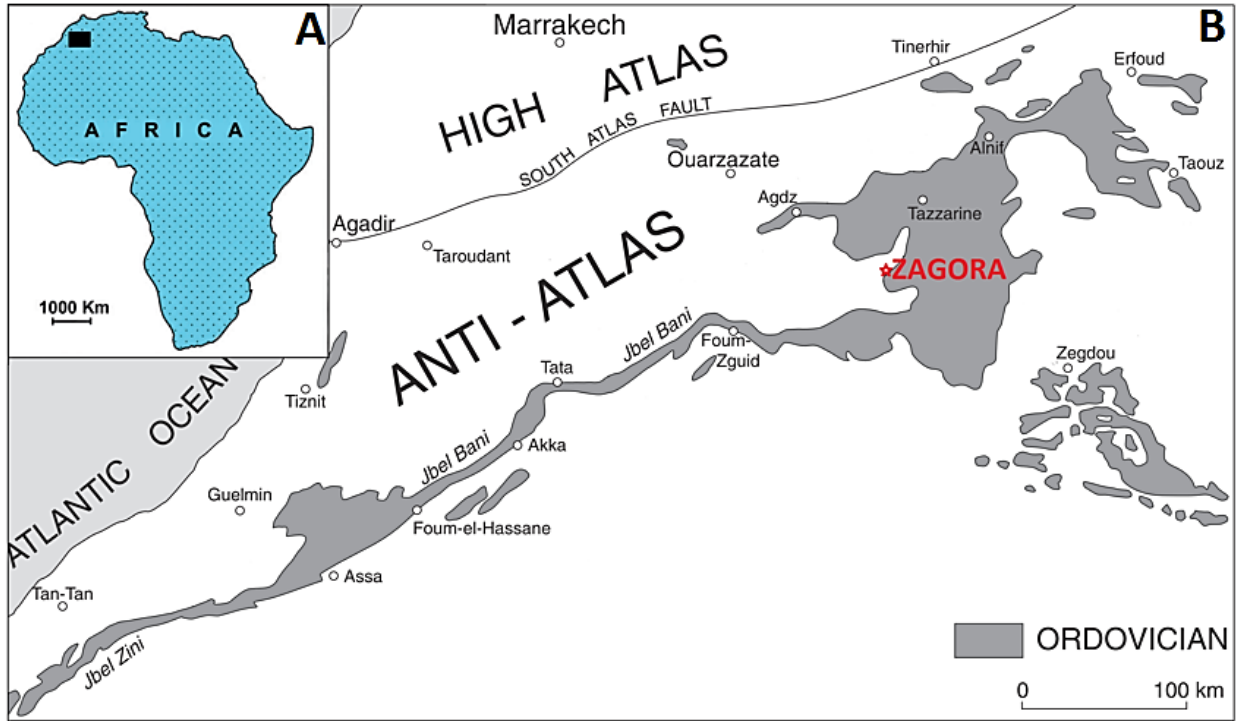 A
AFRICA
1000 Km
B
Marrakech
HIGH ATLAS
SOUTH ATLAS FAULT
Tinerhir
Erfoud
Alnif
Taouz
Ouarzazate
Agdz
Tazzarine
Agadir
Taroudant
ZAGORA
ANTI - ATLAS
Jbel Bani
Foum-
Zguid
Zegdou
Tata
Tiznit
ATLANTIC OCEAN
Jbel Bani
Akka
Guelmin
Foum-el-Hassane
Assa
Tan-Tan
Jbel Zini
ORDOVICIAN
0 100 km